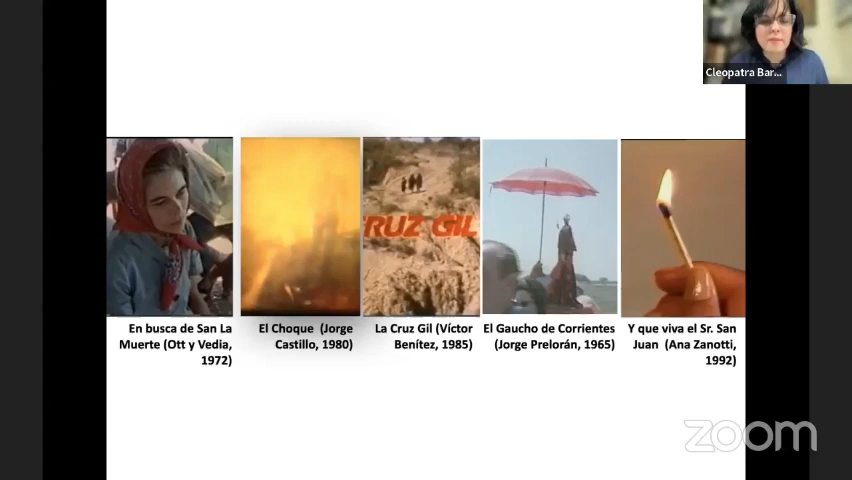 Cleopatra Bar...
RUZ GIL
En busca de San La
Muerte (Ott y Vedia,
1972)
El Choque (Jorge
Castillo, 1980)
La Cruz Gil (Víctor
Benítez, 1985)
El Gaucho de Corrientes
(Jorge Prelorán, 1965)
Y que viva el Sr. San
Juan (Ana Zanotti,
1992)
zoom